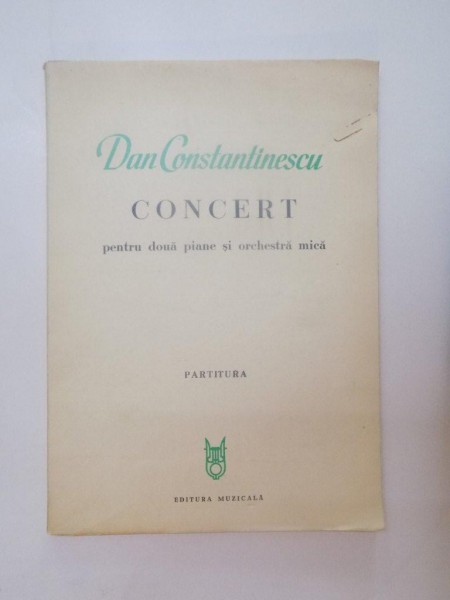 Dan Constantinescu
CONCERT
pentru două piane și orchestră mică
PARTITURA
EDITURA MUZICALĂ